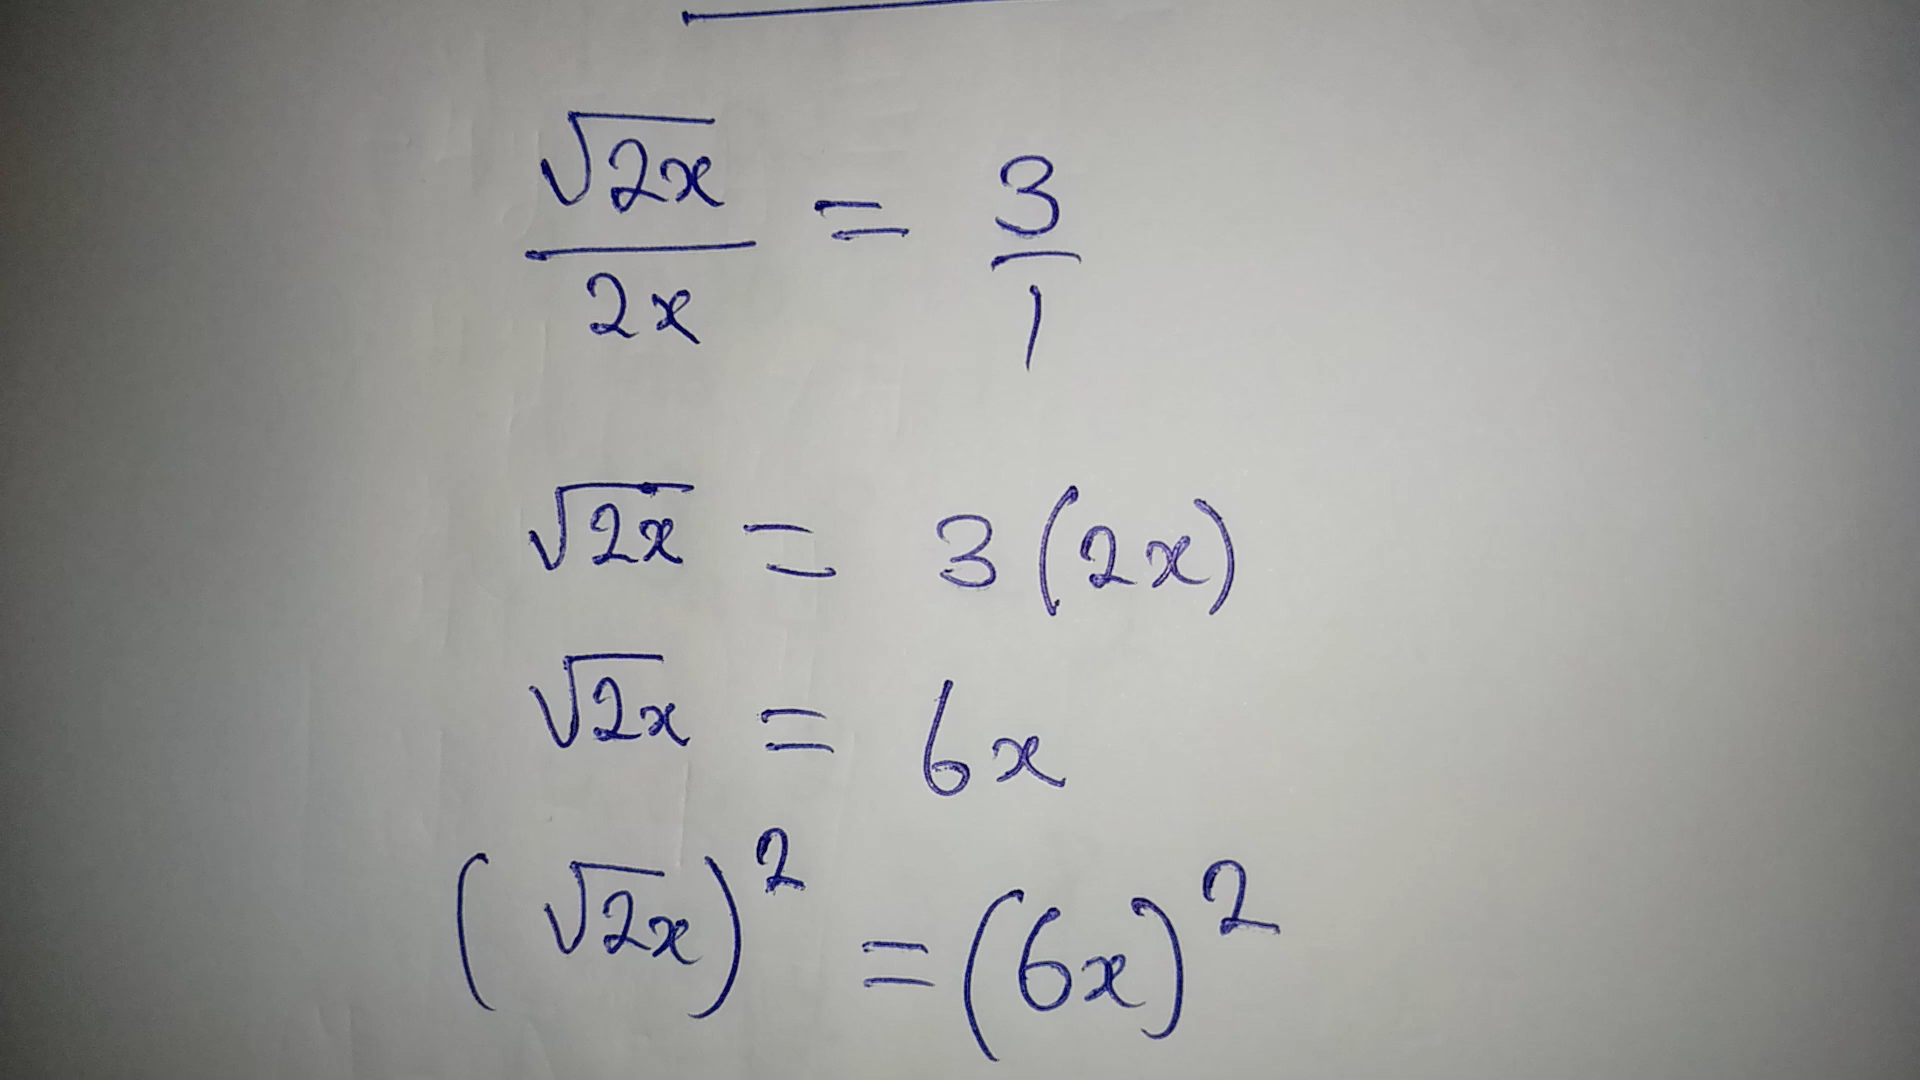 √2x / 2x = 3 / 1
√2x = 3(2x)
√2x = 6x
(√2x)² = (6x)²